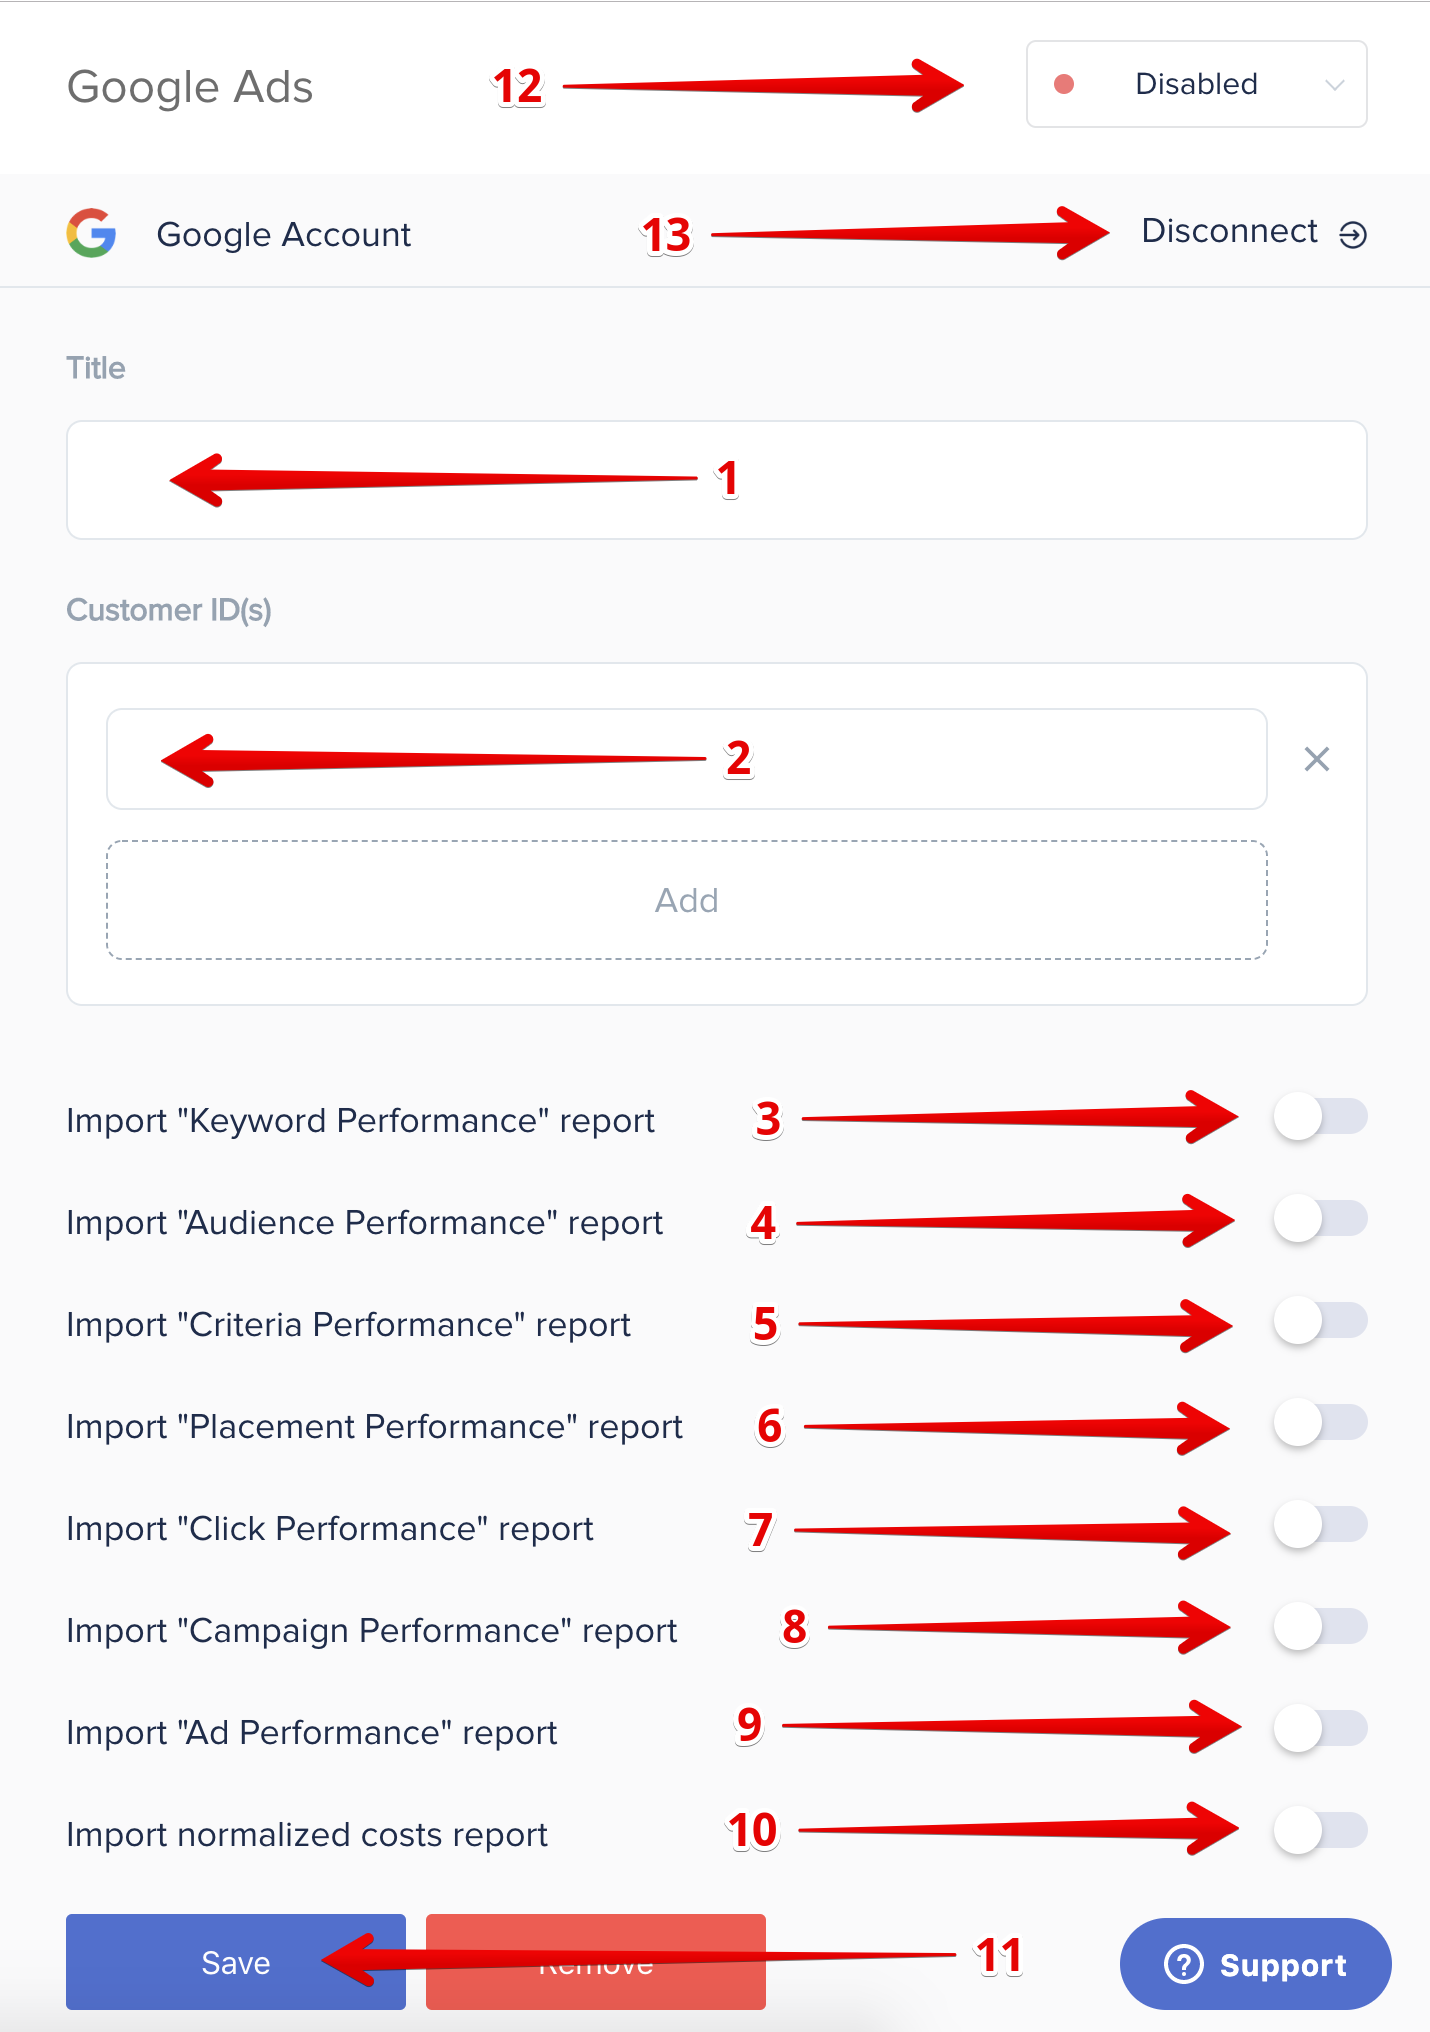 Google Ads 12 Disabled
Google Account 13 Disconnect
Title
1
Customer ID(s)
2
Add
Import "Keyword Performance" report 3
Import "Audience Performance" report 4
Import "Criteria Performance" report 5
Import "Placement Performance" report 6
Import "Click Performance" report 7
Import "Campaign Performance" report 8
Import "Ad Performance" report 9
Import normalized costs report 10
Save Remove 11 Support